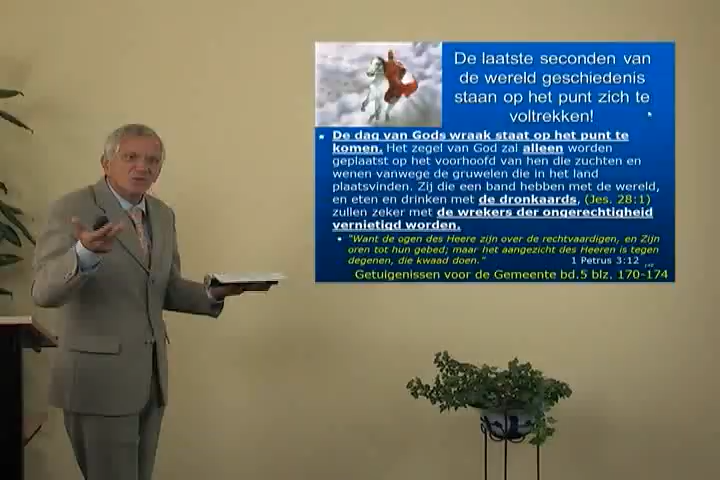 De laatste seconden van
de wereld geschiedenis
staan op het punt zich te
voltrekken!
De dag van Gods wraak staat op het punt te
komen. Het zegel van God zal alleen worden
geplaatst op het voorhoofd van hen die zuchten en
wenen vanwege de gruwelen die in het land
plaatsvinden. Zij die een band hebben met de wereld,
en eten en drinken met de dronkaards, (Jes. 28:1)
zullen zeker met de wrekers der ongerechtigheid
vernietigd worden.
"Want de ogen des Heere zijn over de rechtvaardigen, en Zijn
oren tot hun gebed; maar het aangezicht des Heeren is tegen
degenen, die kwaad doen." 1 Petrus 3:12
Getuigenissen voor de Gemeente bd.5 blz. 170-174